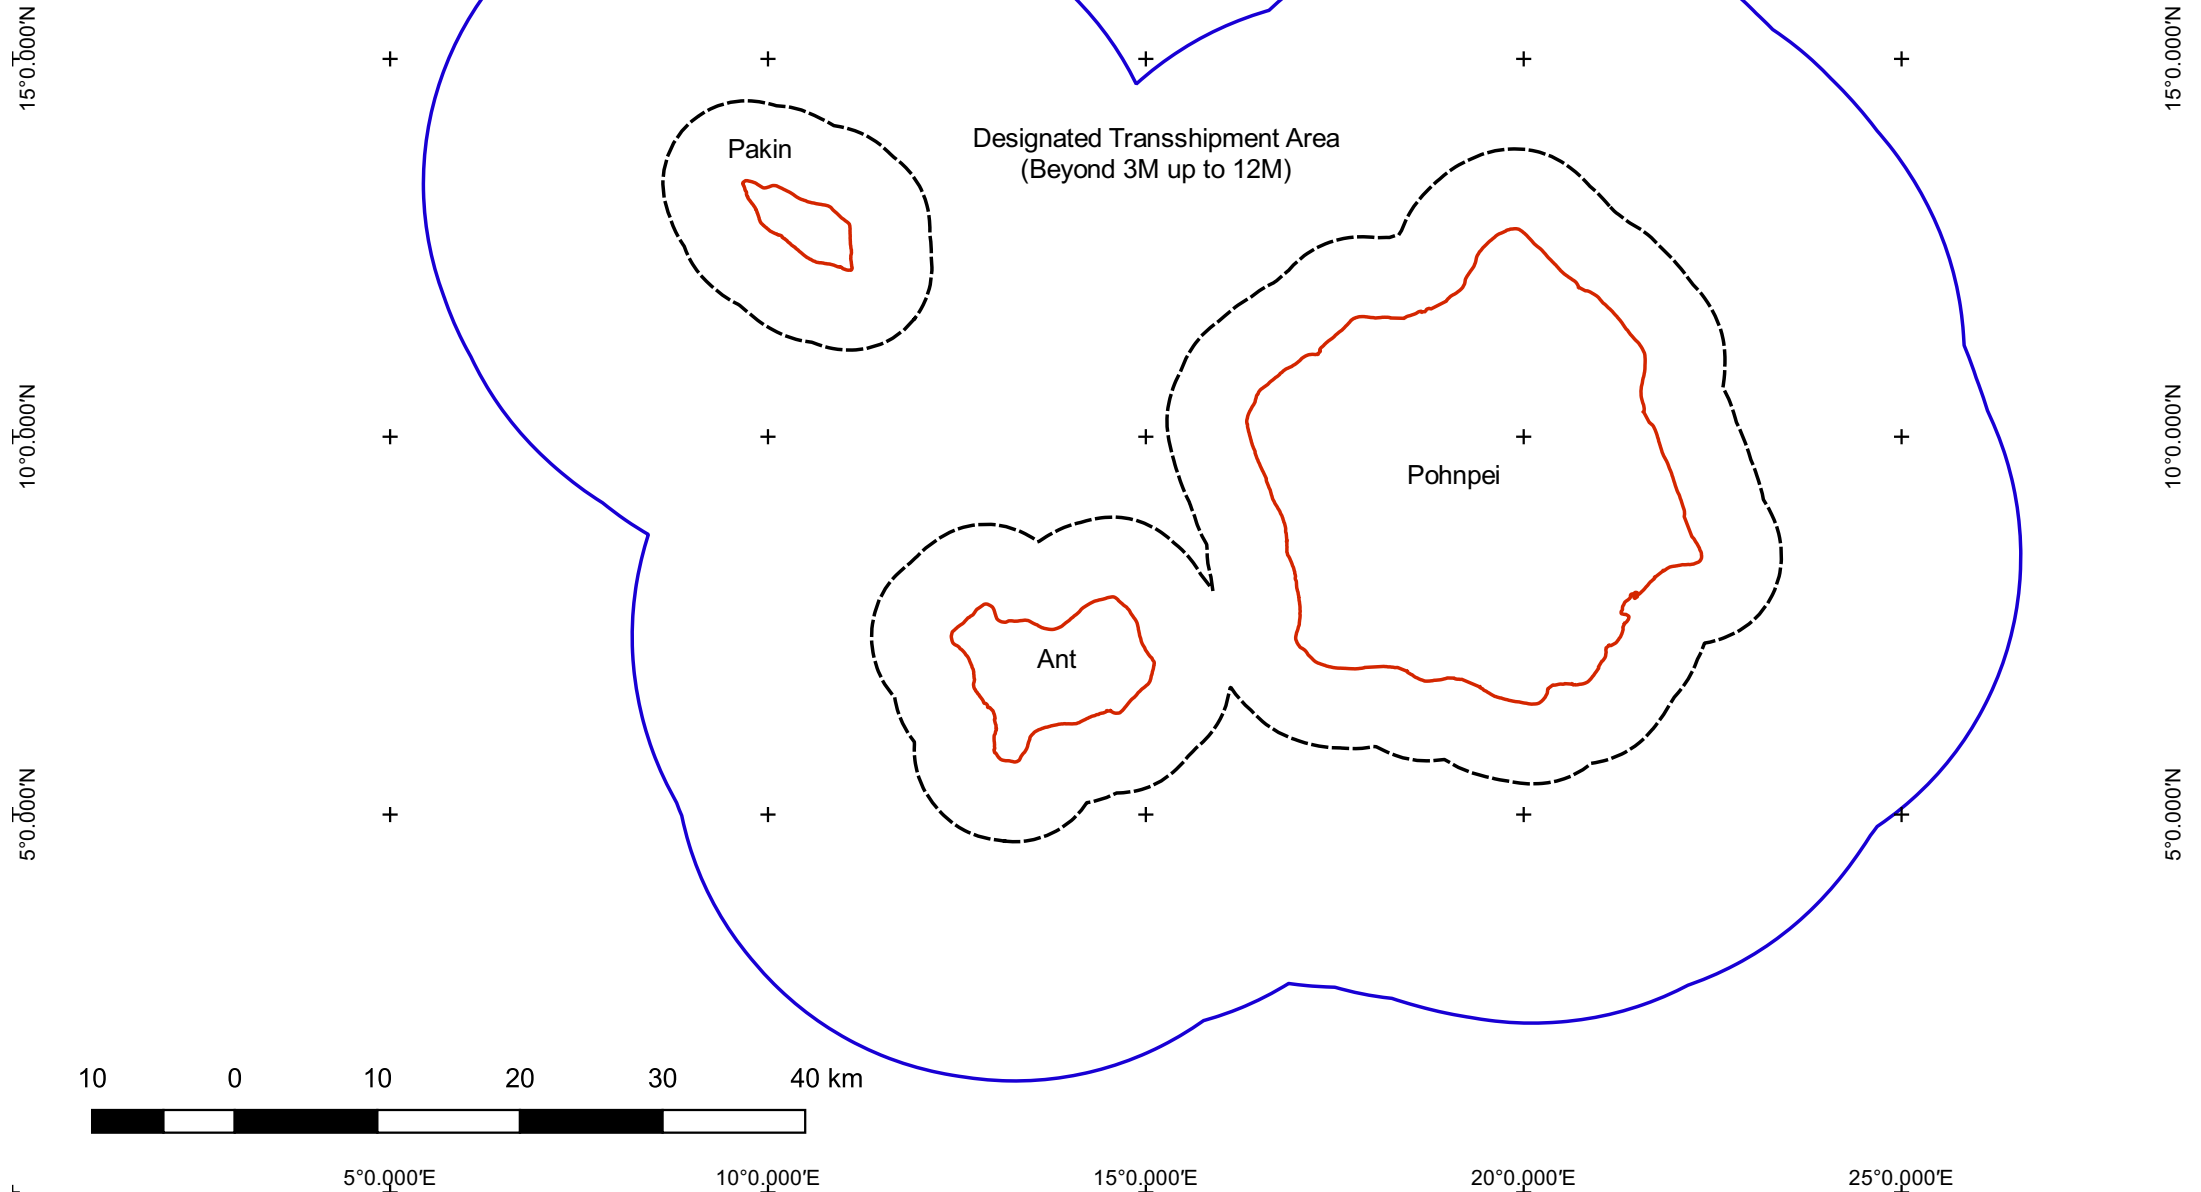 15°0.000′N
15°0.000′N
Pakin
Designated Transshipment Area
(Beyond 3M up to 12M)
10°0.000′N
10°0.000′N
Pohnpei
Ant
5°0.000′N
5°0.000′N
10 0 10 20 30 40 km
5°0.000′E 10°0.000′E 15°0.000′E 20°0.000′E 25°0.000′E